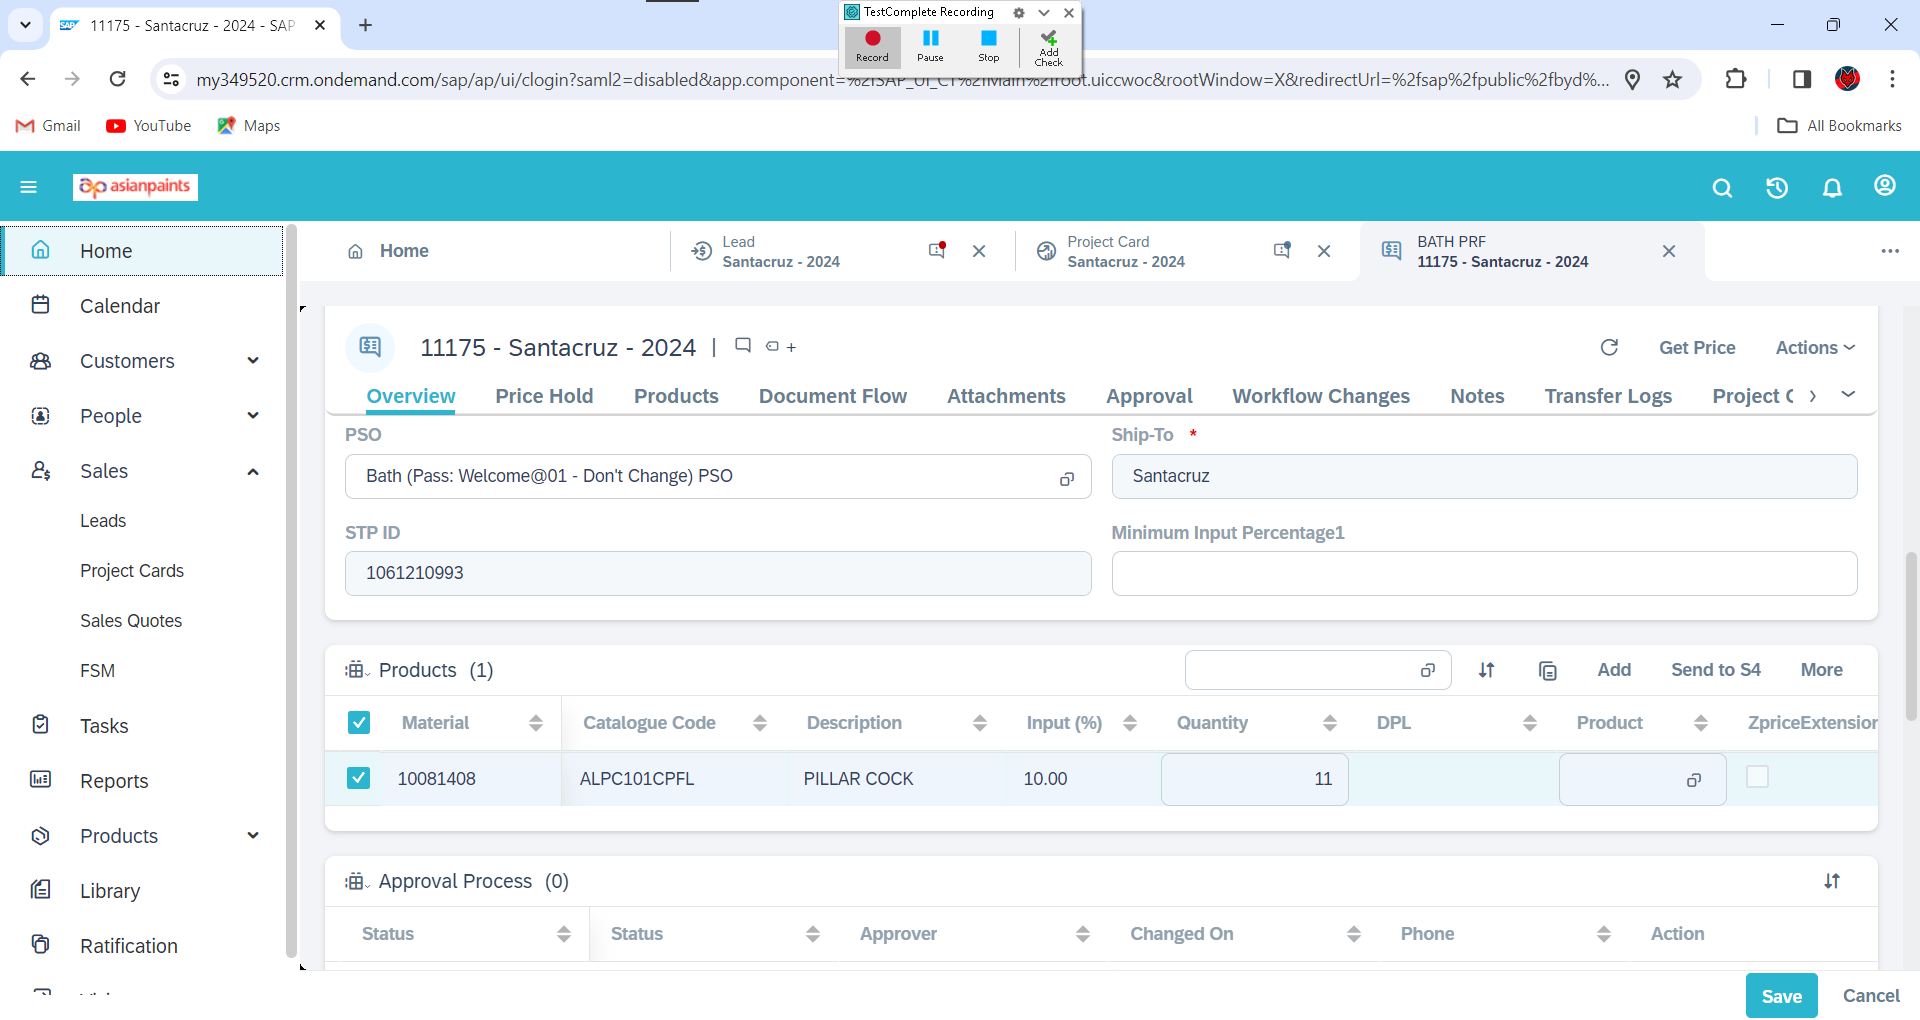 11175 - Santacruz - 2024 - SAP
TestComplete Recording
Record
Pause
Stop
Add
Check
my349520.crm.ondemand.com/sap/ap/ui/clogin?saml2=disabled&app.component=%2fSAP_UI_CT%2fMain%2froot.uiccwoc&rootWindow=X&redirectUrl=%2fsap%2fpublic%2fbyd%...
Gmail
YouTube
Maps
All Bookmarks
asianpaints
Home
Calendar
Customers
People
Sales
Leads
Project Cards
Sales Quotes
FSM
Tasks
Reports
Products
Library
Ratification
Home
Lead
Santacruz - 2024
Project Card
Santacruz - 2024
BATH PRF
11175 - Santacruz - 2024
11175 - Santacruz - 2024
Get Price
Actions
Overview
Price Hold
Products
Document Flow
Attachments
Approval
Workflow Changes
Notes
Transfer Logs
Project C
PSO
Bath (Pass: Welcome@01 - Don't Change) PSO
Ship-To *
Santacruz
STP ID
1061210993
Minimum Input Percentage1
Products (1)
Add
Send to S4
More
Material
Catalogue Code
Description
Input (%)
Quantity
DPL
Product
ZpriceExtension
10081408
ALPC101CPFL
PILLAR COCK
10.00
11
Approval Process (0)
Status
Status
Approver
Changed On
Phone
Action
Save
Cancel